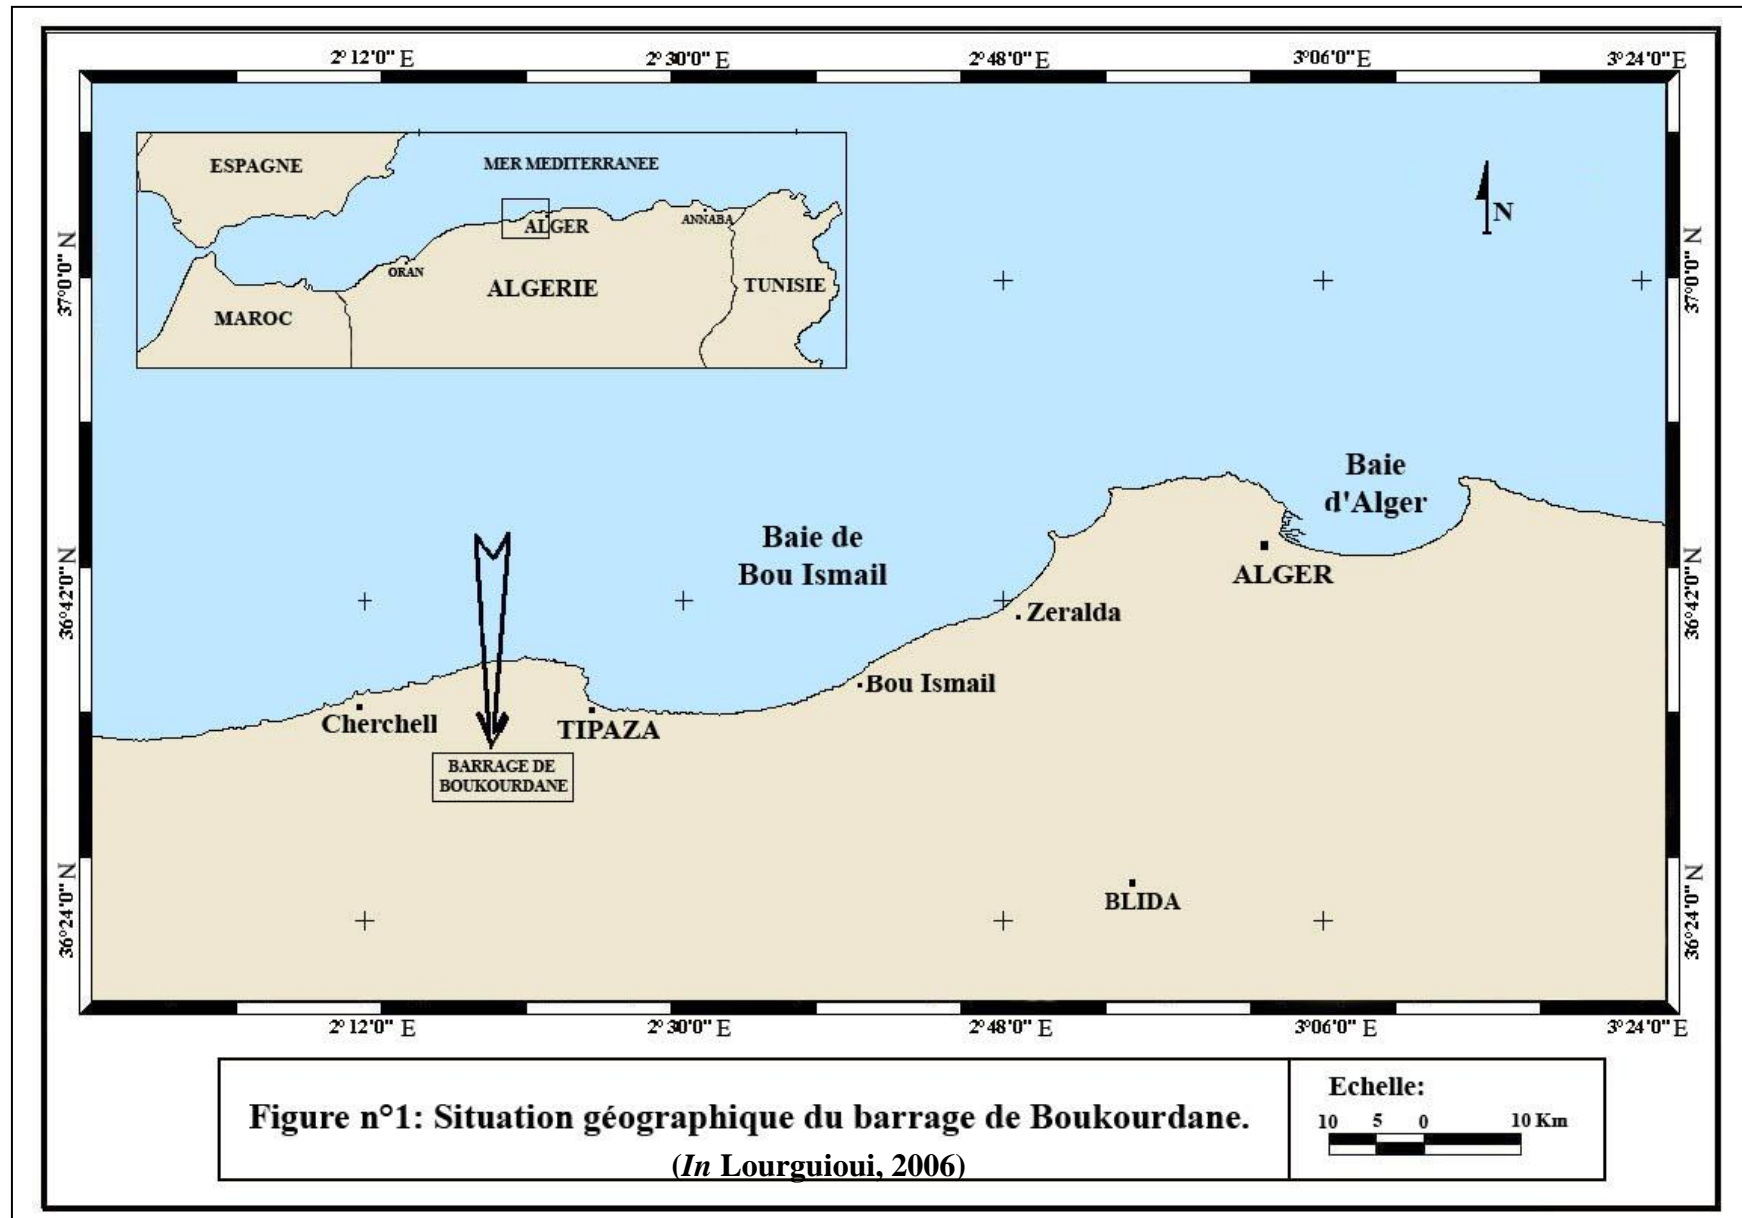 2°12'0" E
2°30'0" E
2°48'0" E
3°06'0" E
3°24'0" E
ESPAGNE
MER MEDITERRANEE
ALGER
ANNABA
ORAN
ALGERIE
TUNISIE
MAROC
N
37°0'0" N
37°0'0" N
Baie
d'Alger
Baie de
Bou Ismail
ALGER
36°42'0" N
36°42'0" N
Zeralda
Bou Ismail
Cherchell
TIPAZA
BARRAGE DE
BOUKOURDANE
BLIDA
36°24'0" N
36°24'0" N
2°12'0" E
2°30'0" E
2°48'0" E
3°06'0" E
3°24'0" E
Figure n°1: Situation géographique du barrage de Boukourdane.
(In Lourguioui, 2006)
Echelle:
10 5 0 10 Km